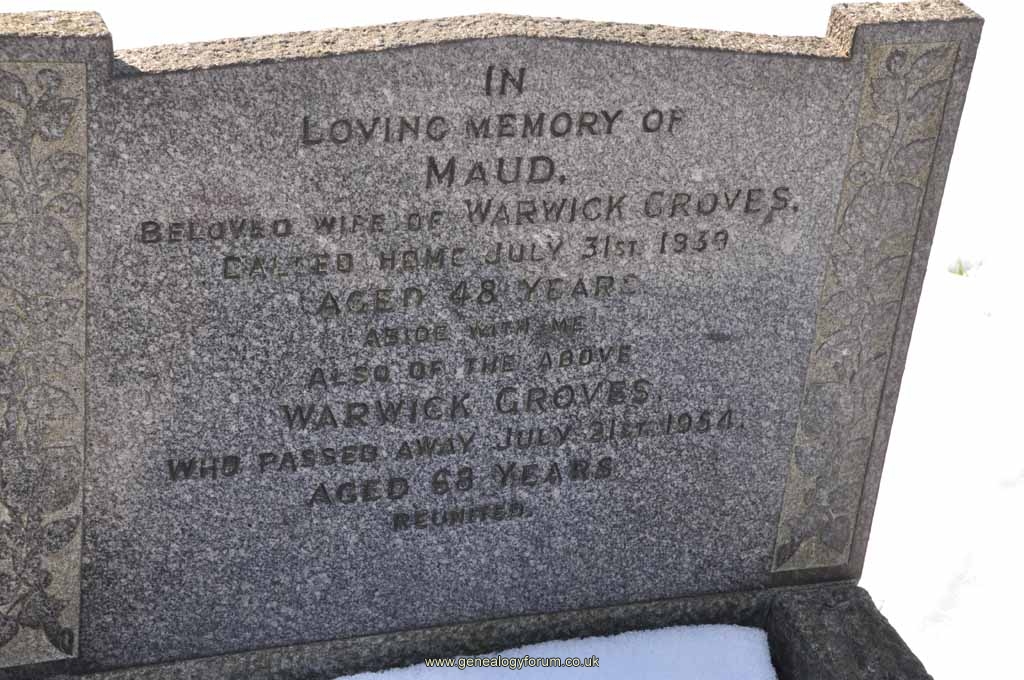 IN
LOVING MEMORY OF
MAUD,
BELOVED WIFE OF WARWICK GROVES,
CALLED HOME JULY 31ST 1939
AGED 48 YEARS
ABIDE WITH ME
ALSO OF THE ABOVE
WARWICK GROVES,
WHO PASSED AWAY JULY 21ST 1954,
AGED 68 YEARS
REUNITED.
www.genealogyforum.co.uk